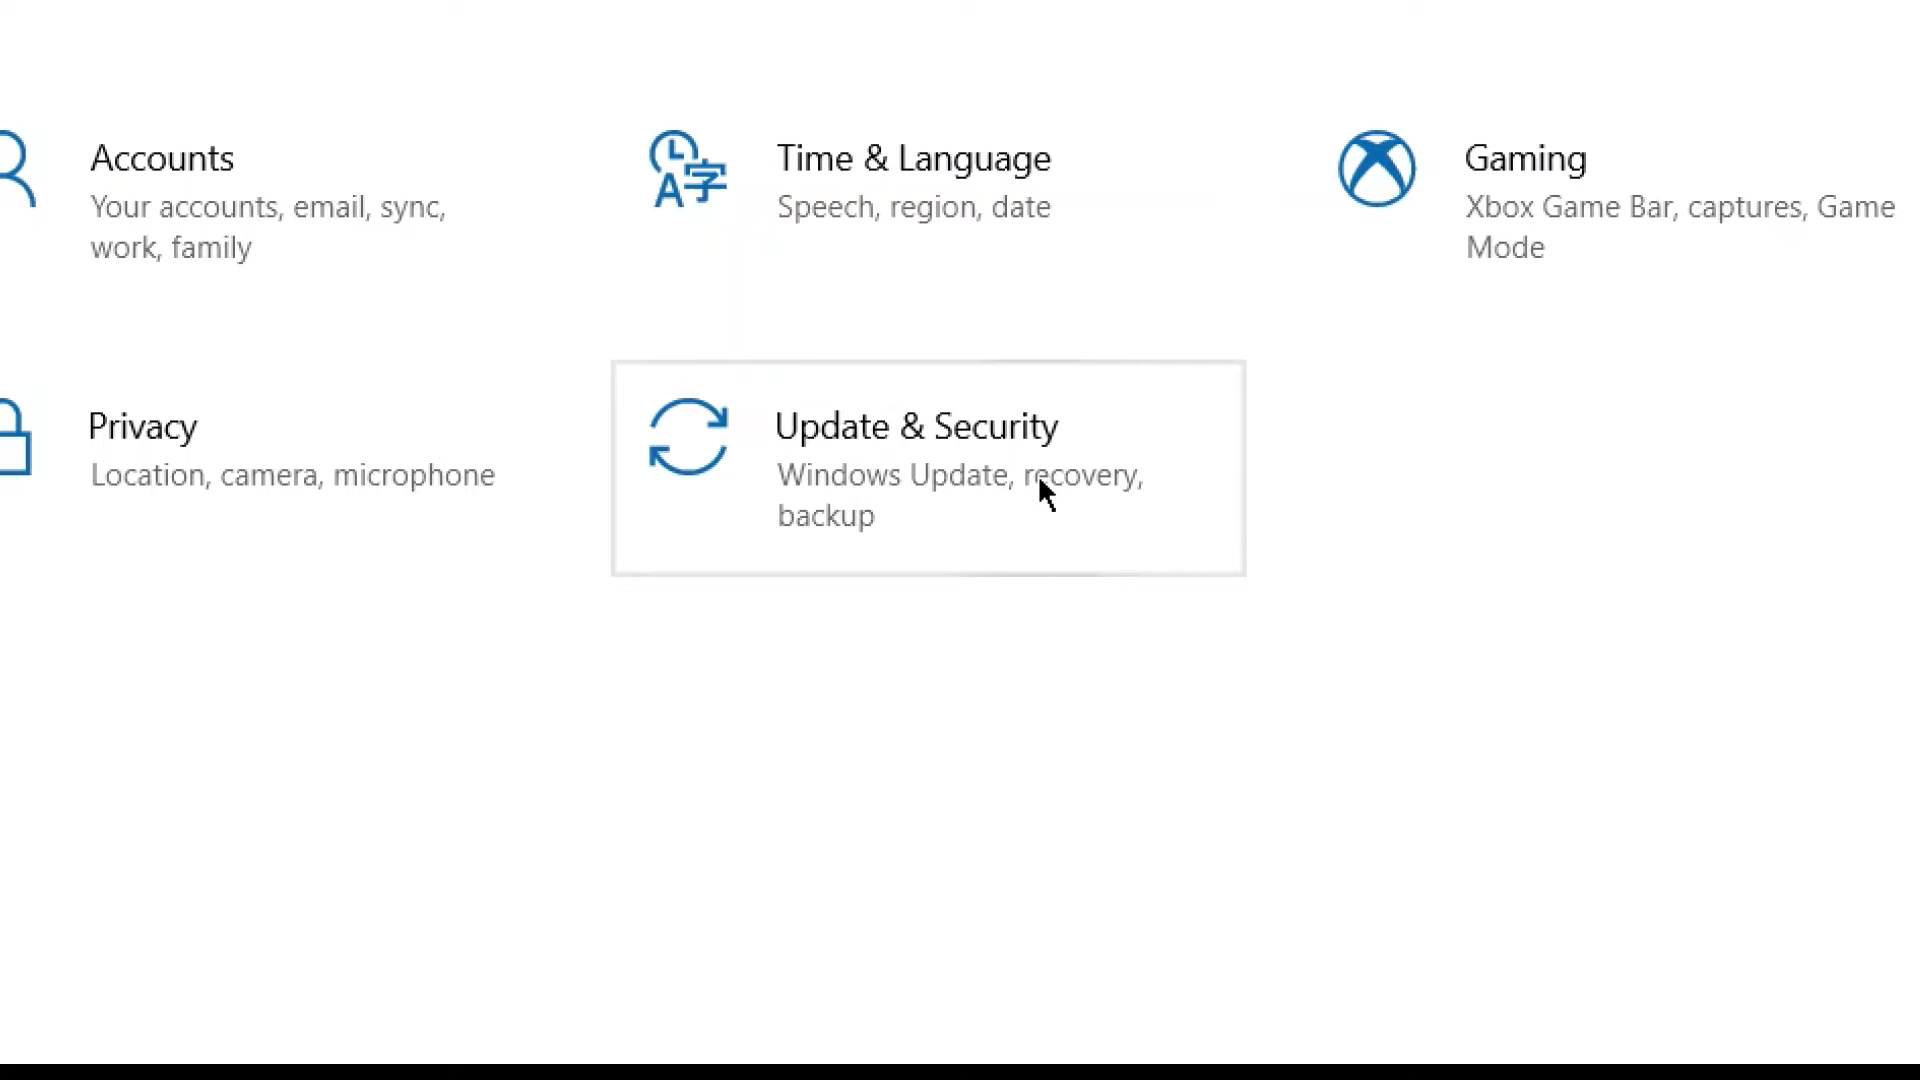 Accounts
Your accounts, email, sync,
work, family
Time & Language
Speech, region, date
Gaming
Xbox Game Bar, captures, Game
Mode
Privacy
Location, camera, microphone
Update & Security
Windows Update, recovery,
backup